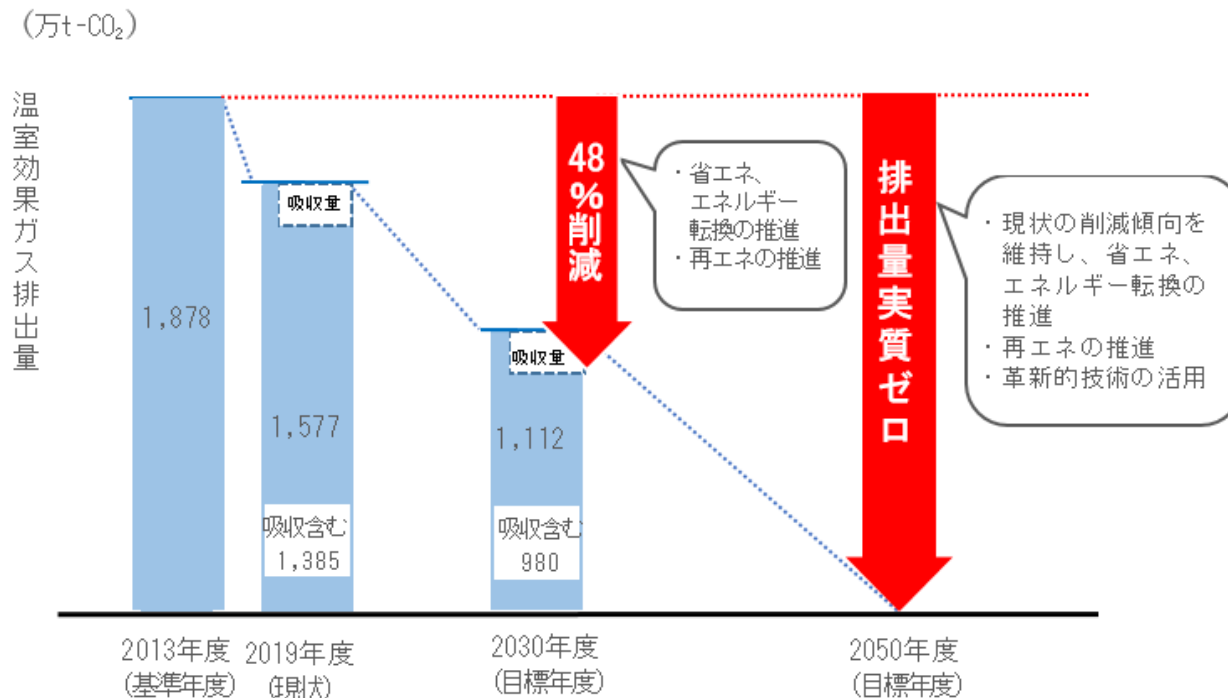 (万t-CO₂)
温室効果ガス排出量
1,878
吸収量
1,577
吸収含む
1,385
吸収量
1,112
吸収含む
980
48%削減
・省エネ、
エネルギー
転換の推進
・再エネの推進
排出量実質ゼロ
・現状の削減傾向を
維持し、省エネ、
エネルギー転換の
推進
・再エネの推進
・革新的技術の活用
2013年度
(基準年度)
2019年度
(現状)
2030年度
(目標年度)
2050年度
(目標年度)